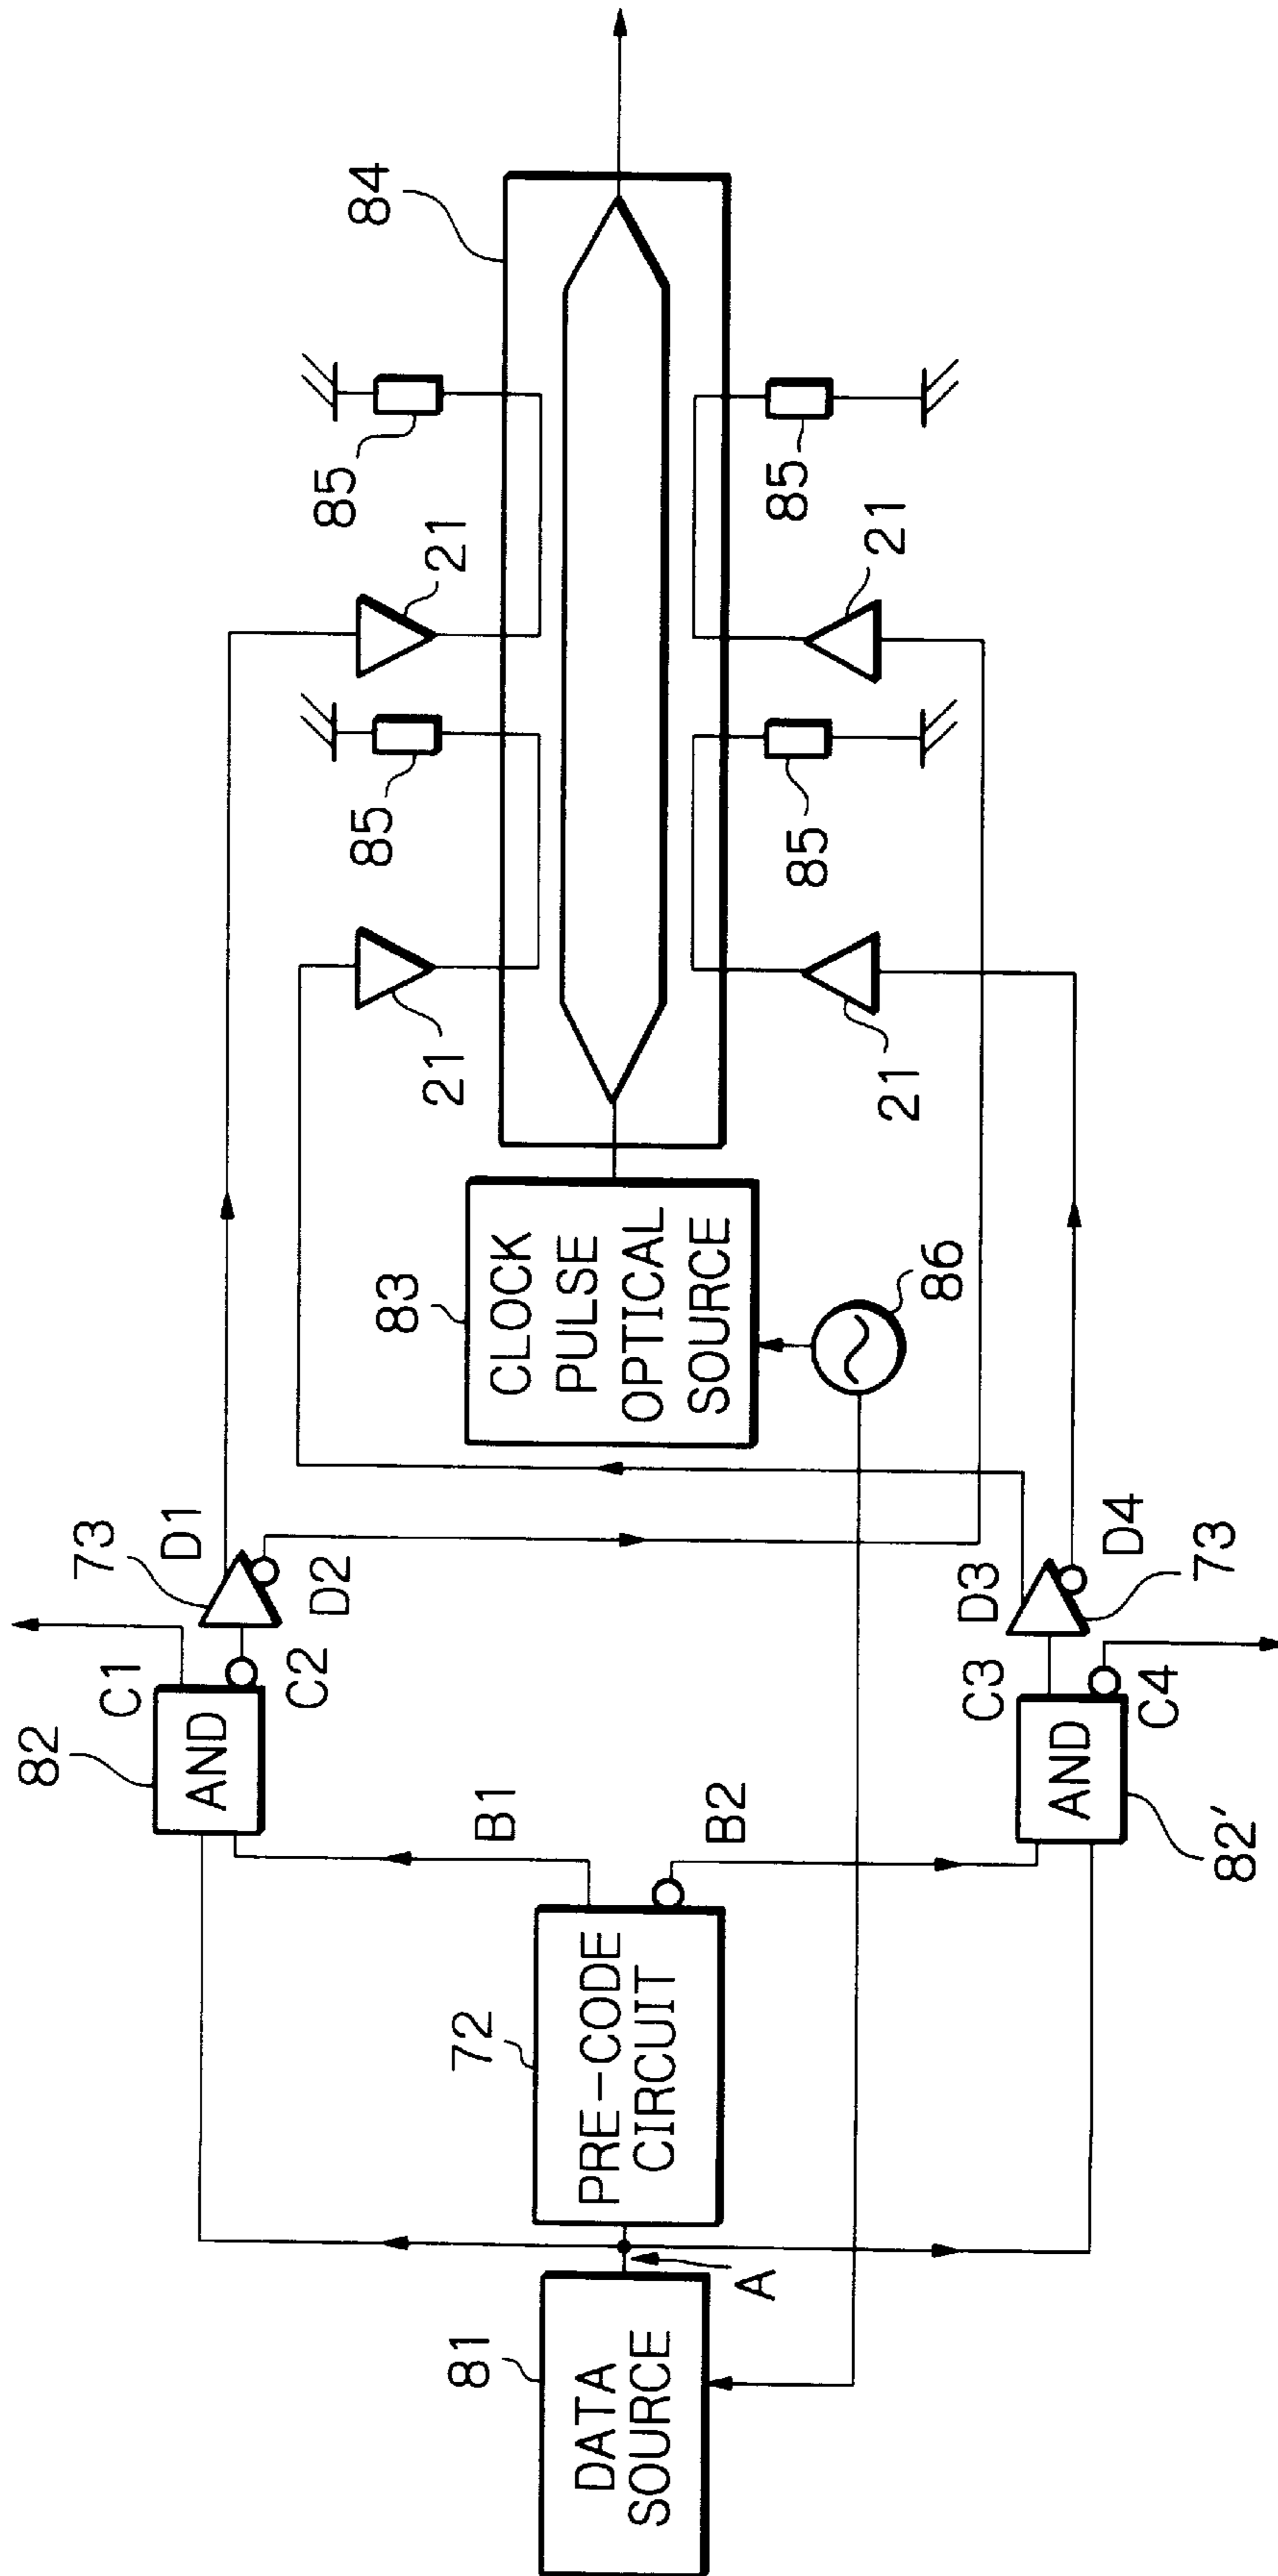 81
DATA
SOURCE
A
72
PRE-CODE
CIRCUIT
B1
B2
82
AND
C1
C2
82'
AND
C3
C4
73
D1
D2
D3
D4
73
83
CLOCK
PULSE
OPTICAL
SOURCE
86
84
21
85
21
85
21
85
21
85